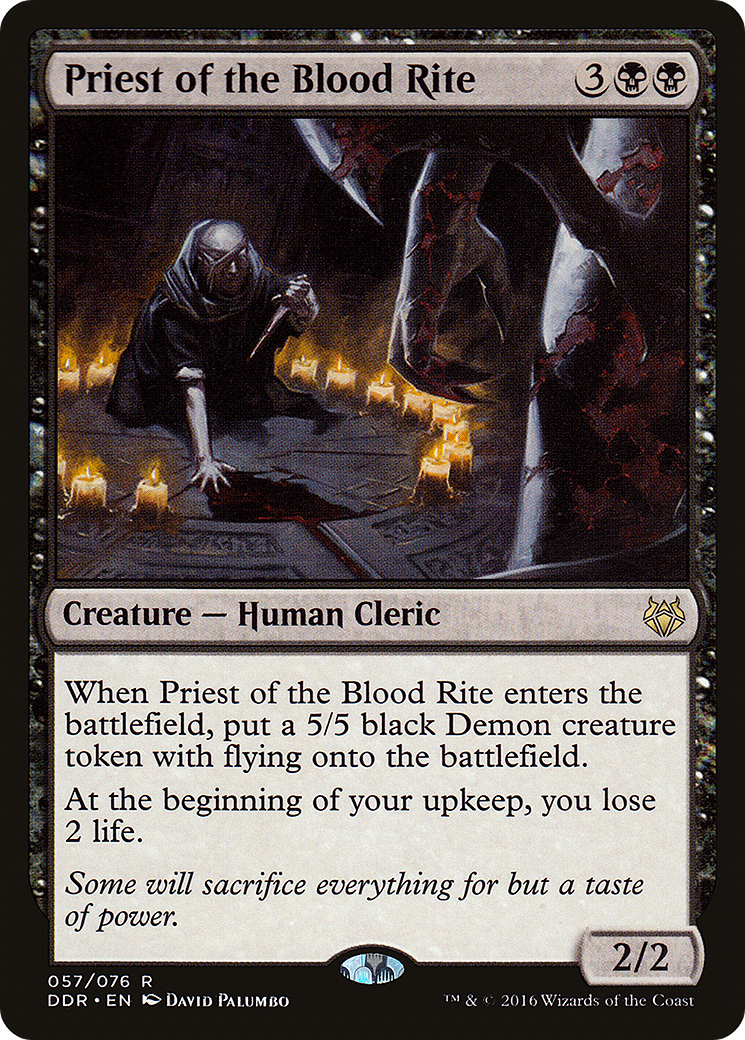 Priest of the Blood Rite 3
Creature — Human Cleric
When Priest of the Blood Rite enters the
battlefield, put a 5/5 black Demon creature
token with flying onto the battlefield.
At the beginning of your upkeep, you lose
2 life.
Some will sacrifice everything for but a taste
of power.
2/2
057/076 R
DDR • EN David Palumbo
™ & © 2016 Wizards of the Coast